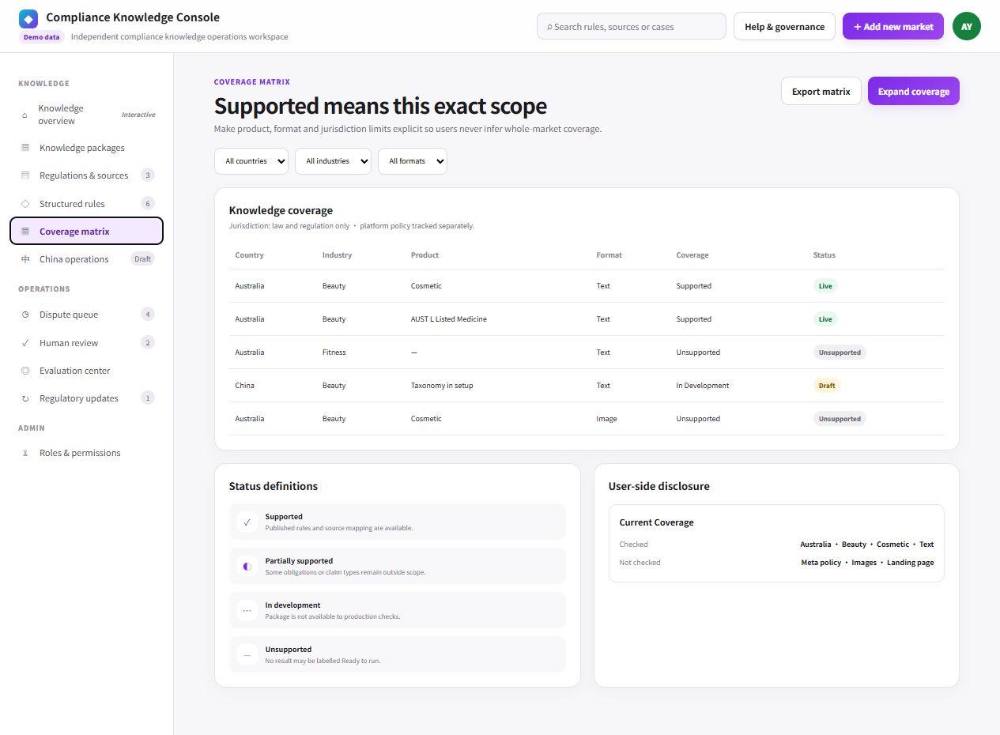 Compliance Knowledge Console
Demo data Independent compliance knowledge operations workspace
Search rules, sources or cases
Help & governance
+ Add new market
AY
KNOWLEDGE
Knowledge overview Interactive
Knowledge packages
Regulations & sources 3
Structured rules 6
Coverage matrix
中 China operations Draft
OPERATIONS
Dispute queue 4
Human review 2
Evaluation center
Regulatory updates 1
ADMIN
Roles & permissions
COVERAGE MATRIX
Supported means this exact scope
Make product, format and jurisdiction limits explicit so users never infer whole-market coverage.
Export matrix
Expand coverage
All countries All industries All formats
Knowledge coverage
Jurisdiction: law and regulation only · platform policy tracked separately.
Country Industry Product Format Coverage Status
Australia Beauty Cosmetic Text Supported Live
Australia Beauty AUST L Listed Medicine Text Supported Live
Australia Fitness — Text Unsupported Unsupported
China Beauty Taxonomy in setup Text In Development Draft
Australia Beauty Cosmetic Image Unsupported Unsupported
Status definitions
✓ Supported
Published rules and source mapping are available.
Partially supported
Some obligations or claim types remain outside scope.
… In development
Package is not available to production checks.
— Unsupported
No result may be labelled Ready to run.
User-side disclosure
Current Coverage
Checked Australia · Beauty · Cosmetic · Text
Not checked Meta policy · Images · Landing page